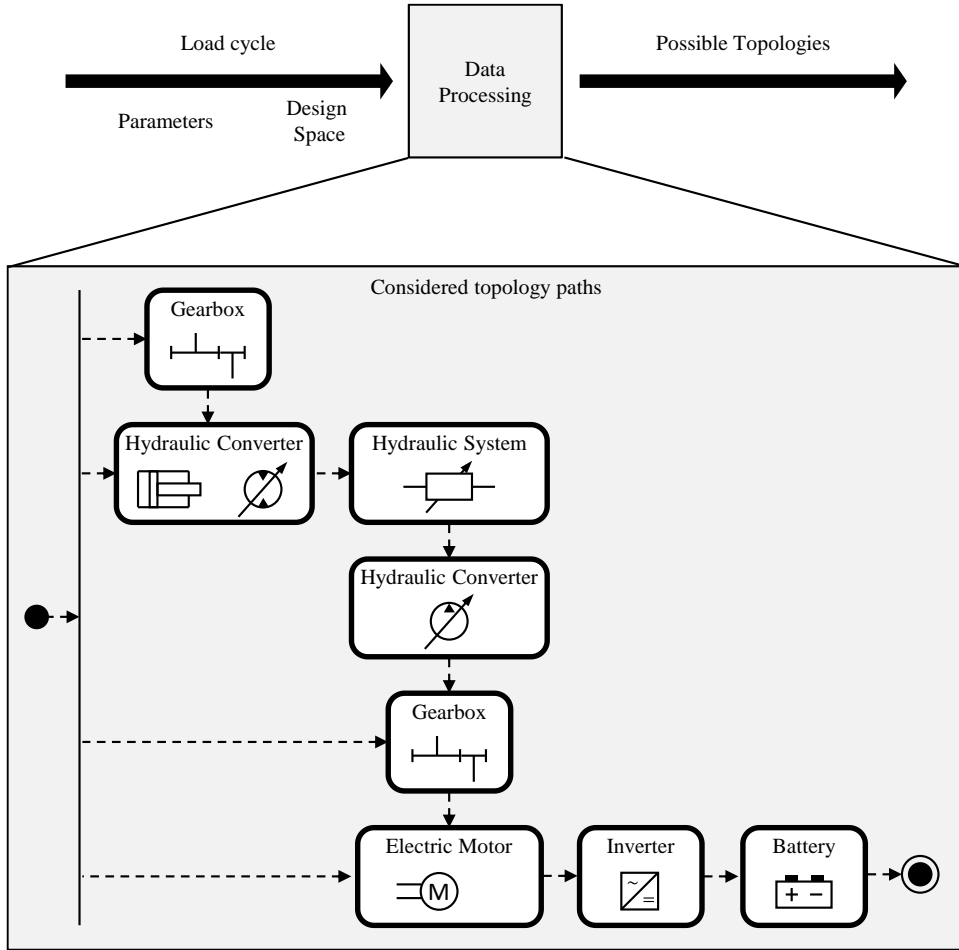 Load cycle
Parameters
Design
Space
Data
Processing
Possible Topologies
Considered topology paths
Gearbox
Hydraulic Converter
Hydraulic System
Hydraulic Converter
Gearbox
Electric Motor
M
Inverter
~
=
Battery
+ −